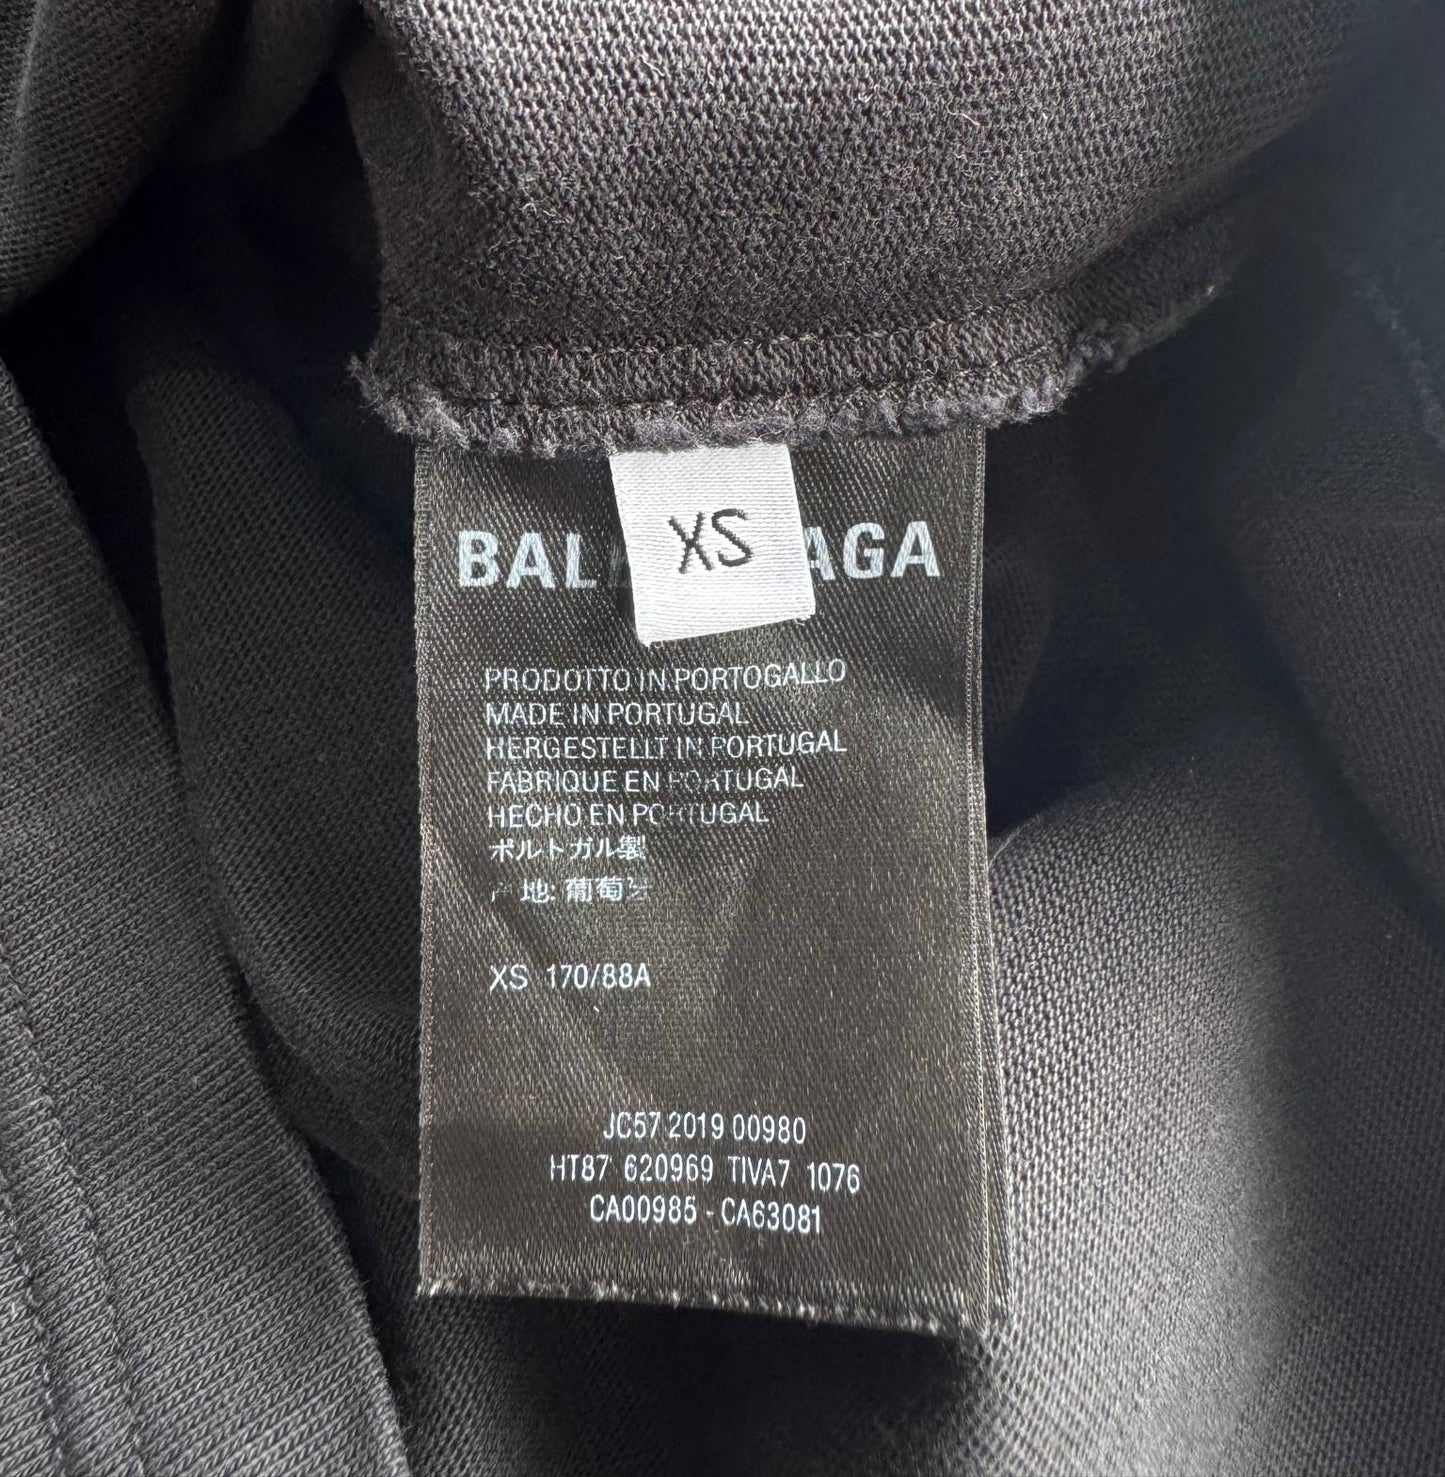 XS
PRODOTTO IN PORTOGALLO
MADE IN PORTUGAL
HERGESTELLT IN PORTUGAL
FABRIQUE EN PORTUGAL
HECHO EN PORTUGAL
ポルトガル製
产地: 葡萄牙
XS 170/88A
JC57 2019 00980
HT87 620969 TIVA7 1076
CA00985 - CA63081